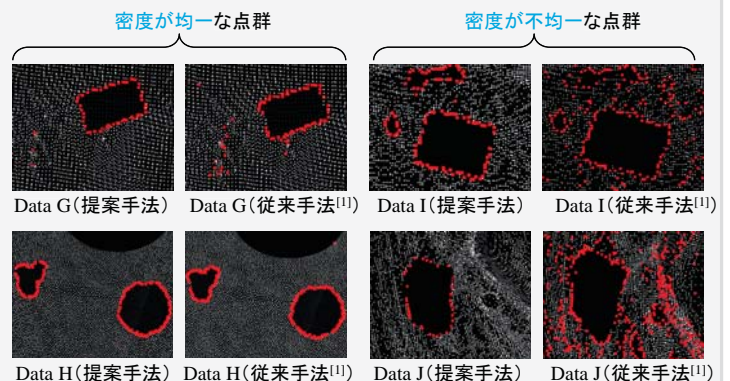 密度が均一な点群
密度が不均一な点群
Data G(提案手法)
Data G(従来手法[1])
Data I(提案手法)
Data I(従来手法[1])
Data H(提案手法)
Data H(従来手法[1])
Data J(提案手法)
Data J(従来手法[1])